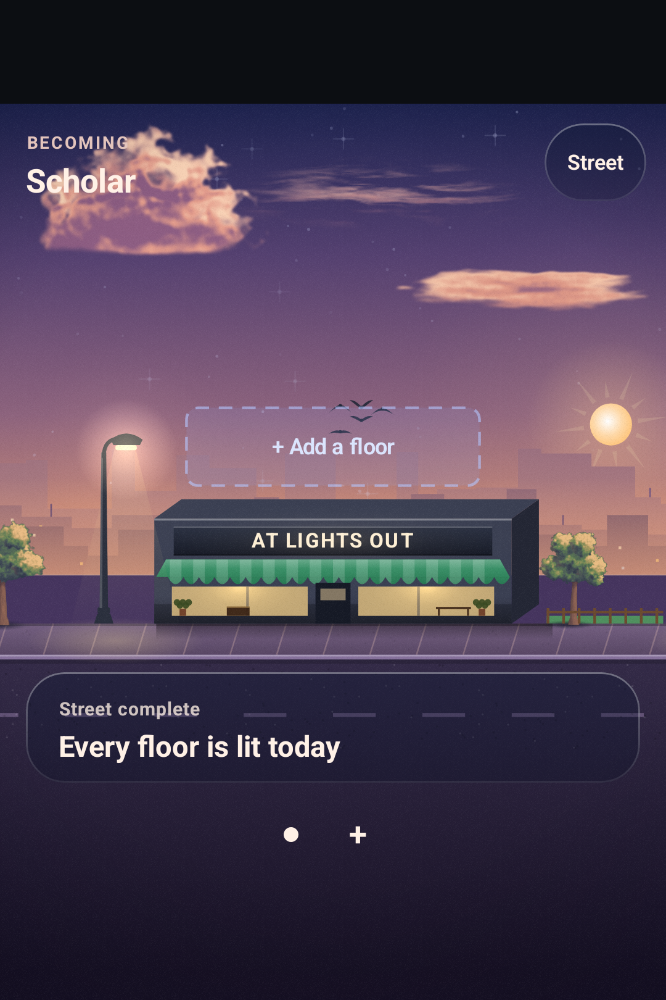 BECOMING
Scholar
Street
+ Add a floor
AT LIGHTS OUT
Street complete
Every floor is lit today
+